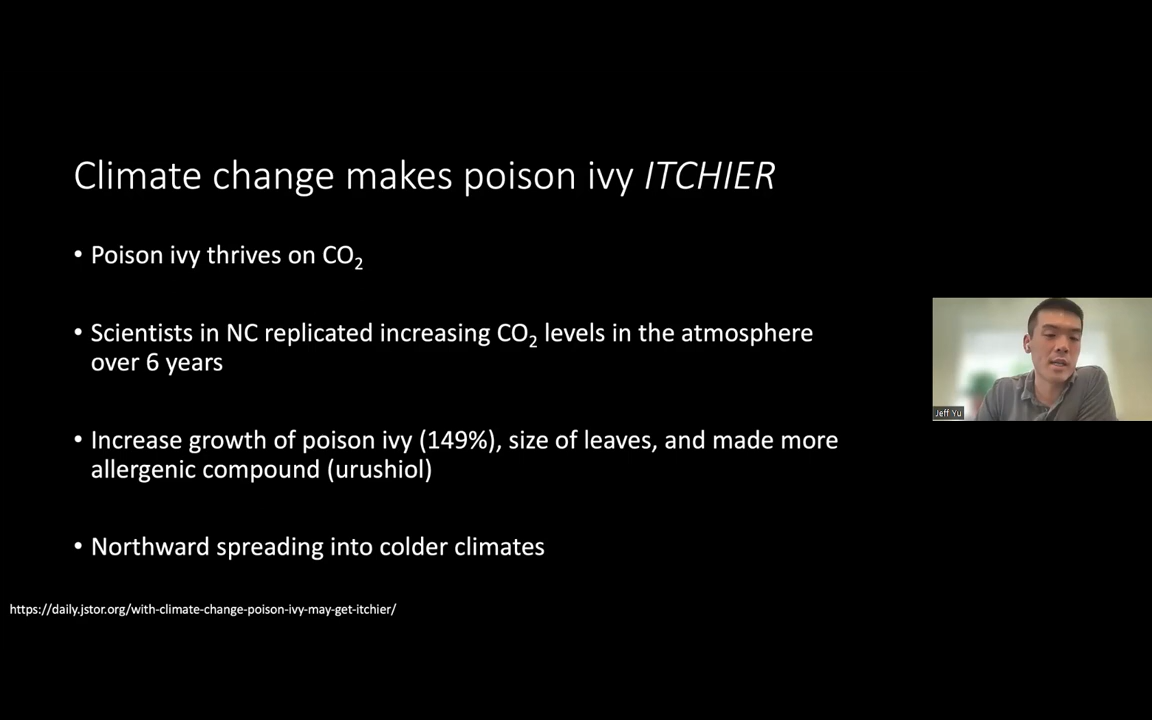 Climate change makes poison ivy ITCHIER
• Poison ivy thrives on CO₂
• Scientists in NC replicated increasing CO₂ levels in the atmosphere
over 6 years
• Increase growth of poison ivy (149%), size of leaves, and made more
allergenic compound (urushiol)
• Northward spreading into colder climates
https://daily.jstor.org/with-climate-change-poison-ivy-may-get-itchier/
Jeff Yu